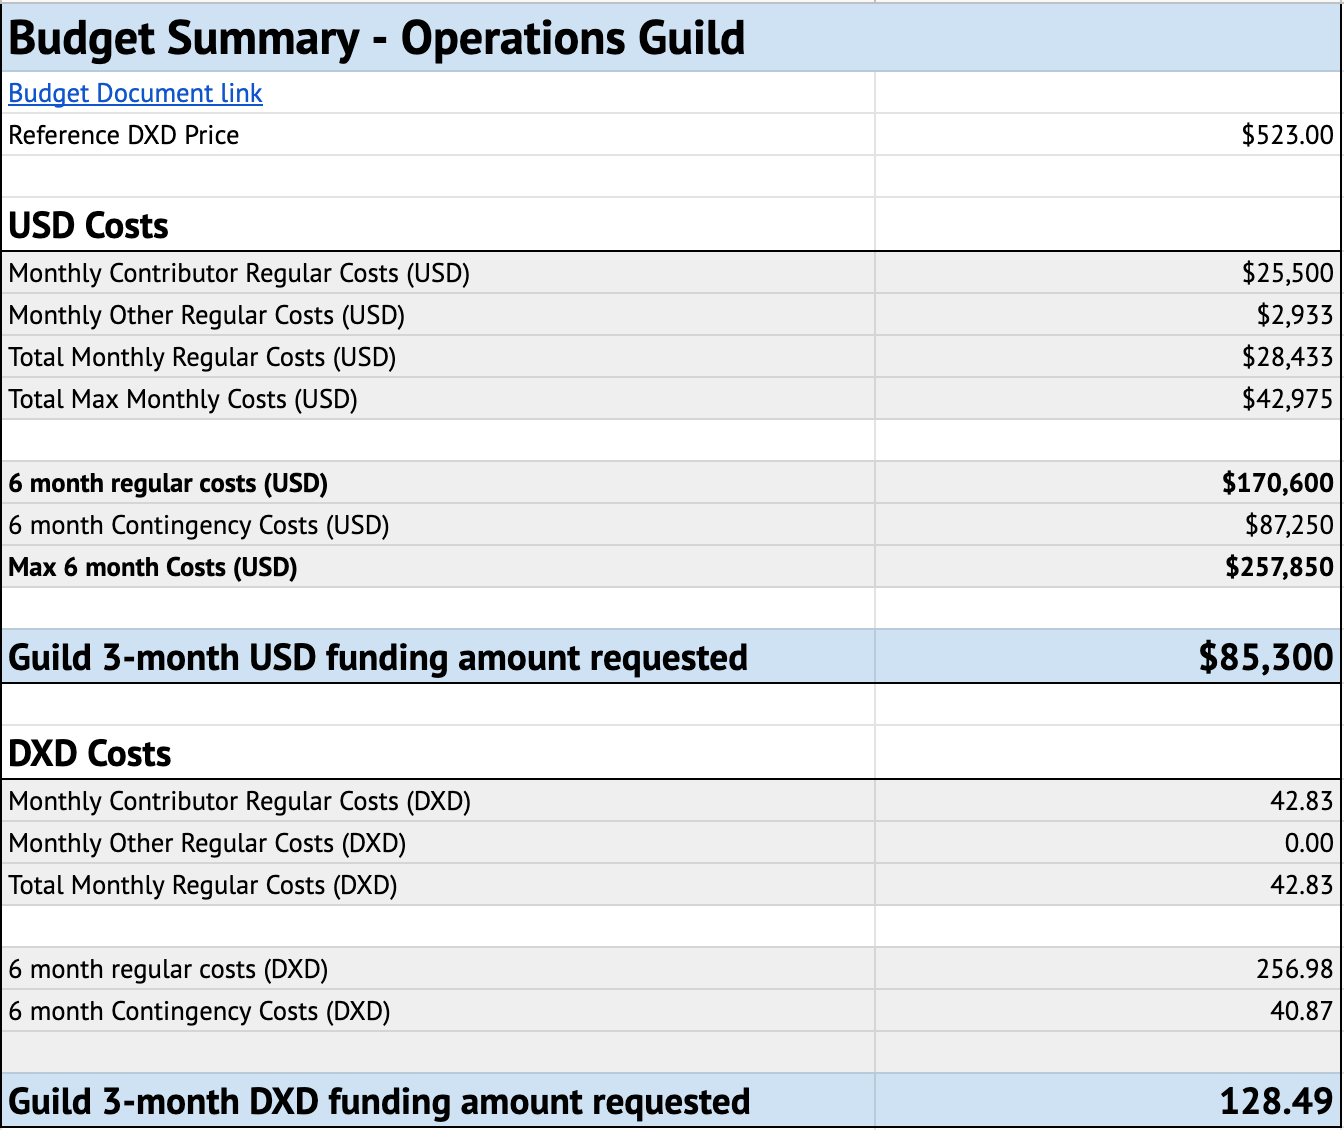 Budget Summary - Operations Guild
Budget Document link
Reference DXD Price $523.00
USD Costs
Monthly Contributor Regular Costs (USD) $25,500
Monthly Other Regular Costs (USD) $2,933
Total Monthly Regular Costs (USD) $28,433
Total Max Monthly Costs (USD) $42,975
6 month regular costs (USD) $170,600
6 month Contingency Costs (USD) $87,250
Max 6 month Costs (USD) $257,850
Guild 3-month USD funding amount requested $85,300
DXD Costs
Monthly Contributor Regular Costs (DXD) 42.83
Monthly Other Regular Costs (DXD) 0.00
Total Monthly Regular Costs (DXD) 42.83
6 month regular costs (DXD) 256.98
6 month Contingency Costs (DXD) 40.87
Guild 3-month DXD funding amount requested 128.49